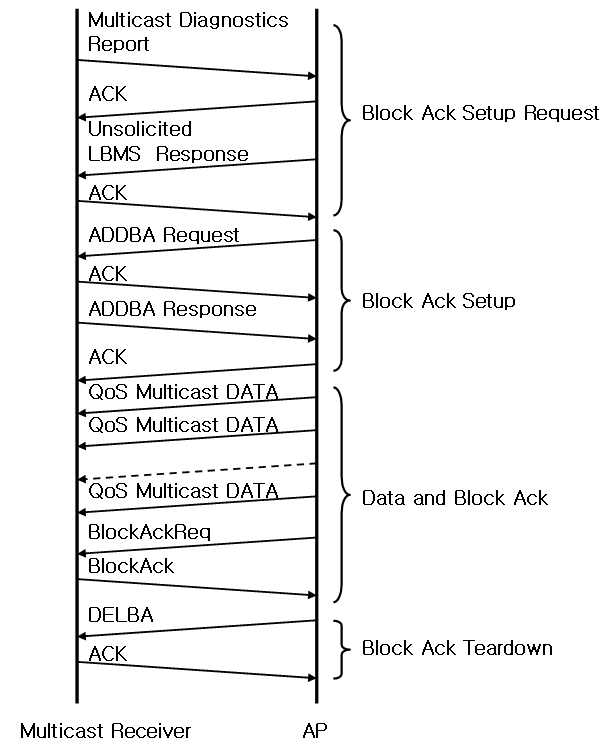 Multicast Diagnostics
Report
ACK
Block Ack Setup Request
Unsolicited
LBMS Response
ACK
ADDBA Request
ACK
Block Ack Setup
ADDBA Response
ACK
QoS Multicast DATA
QoS Multicast DATA
QoS Multicast DATA
Data and Block Ack
BlockAckReq
BlockAck
DELBA
Block Ack Teardown
ACK
Multicast Receiver
AP